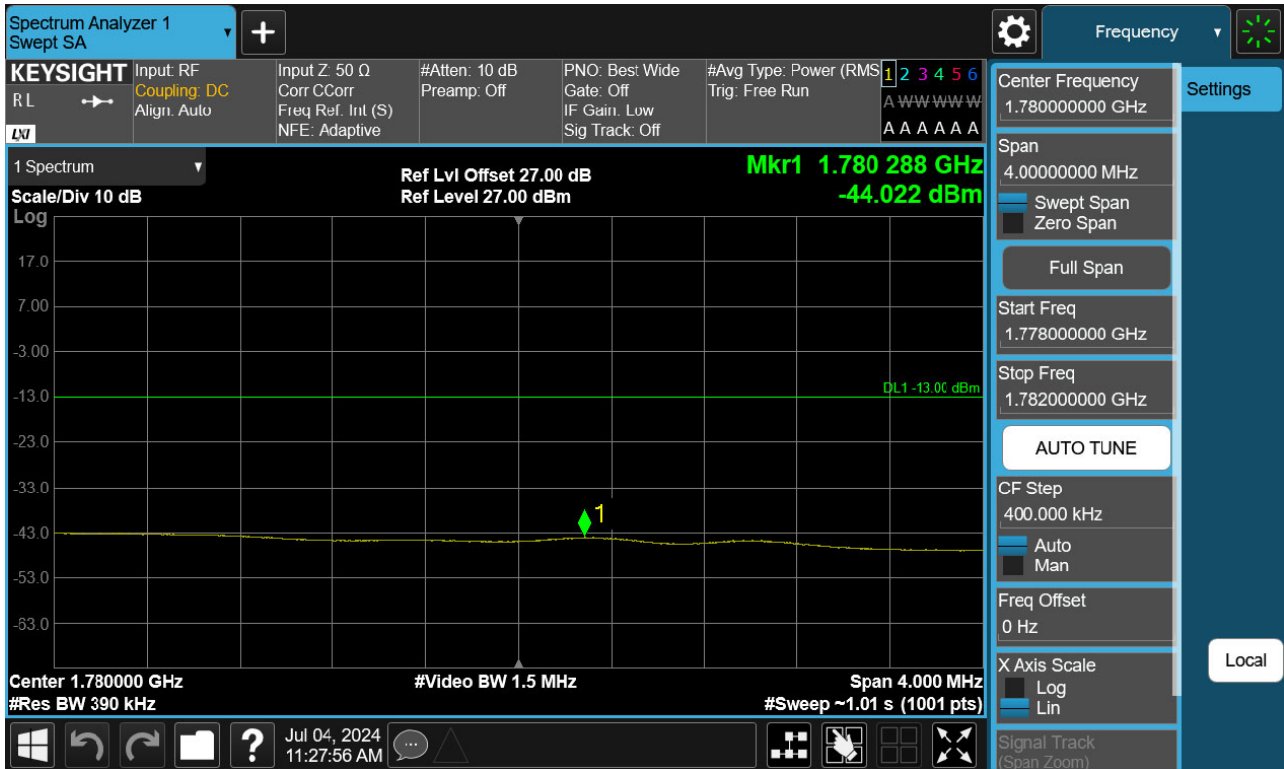 Spectrum Analyzer 1
Swept SA
+
Frequency
KEYSIGHT
R L
LXI
Input: RF
Coupling: DC
Align: Auto
Input Z: 50 Ω
Corr CCorr
Freq Ref: Int (S)
NFE: Adaptive
#Atten: 10 dB
Preamp: Off
PNO: Best Wide
Gate: Off
IF Gain: Low
Sig Track: Off
#Avg Type: Power (RMS
Trig: Free Run
1 2 3 4 5 6
A W W W W W
A A A A A A
1 Spectrum
Scale/Div 10 dB
Ref Lvl Offset 27.00 dB
Ref Level 27.00 dBm
Mkr1 1.780 288 GHz
-44.022 dBm
Log
17.0
7.00
-3.00
-13.0
DL1 -13.00 dBm
-23.0
-33.0
1
-43.0
-53.0
-63.0
Center 1.780000 GHz
#Video BW 1.5 MHz
Span 4.000 MHz
#Res BW 390 kHz
#Sweep ~1.01 s (1001 pts)
?
Jul 04, 2024
11:27:56 AM
Center Frequency
1.780000000 GHz
Settings
Span
4.00000000 MHz
Swept Span
Zero Span
Full Span
Start Freq
1.778000000 GHz
Stop Freq
1.782000000 GHz
AUTO TUNE
CF Step
400.000 kHz
Auto
Man
Freq Offset
0 Hz
X Axis Scale
Log
Lin
Local
Signal Track
(Span Zoom)